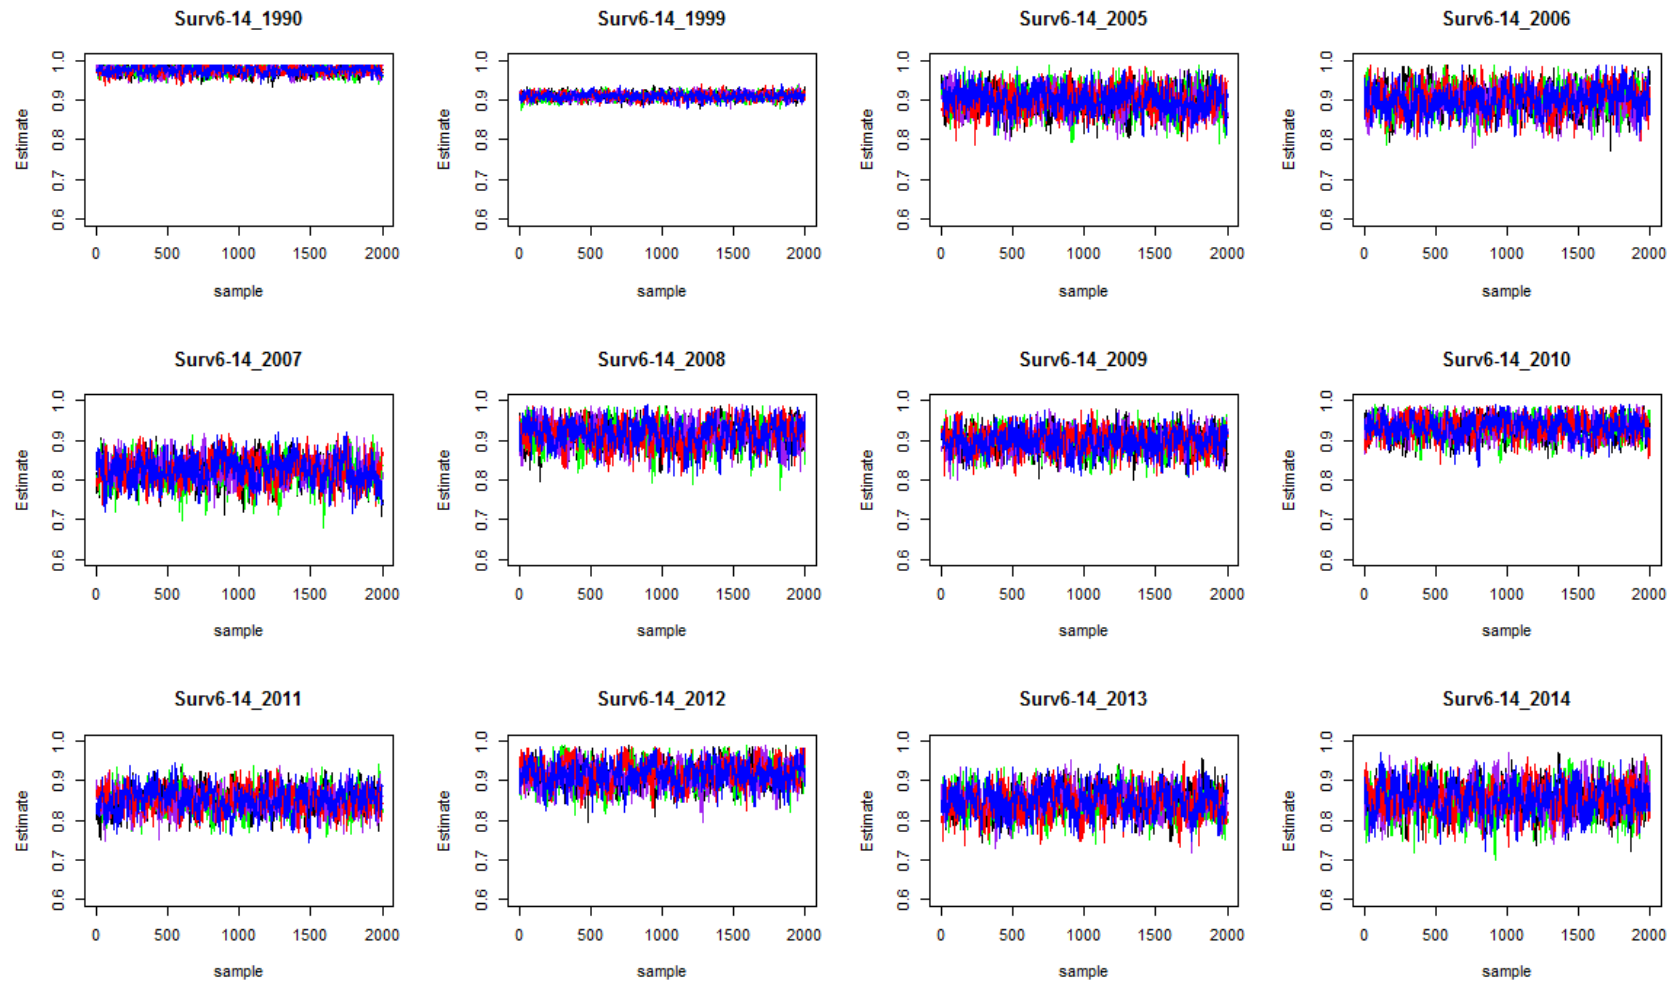 Surv6-14_1990
Surv6-14_1999
Surv6-14_2005
Surv6-14_2006
Estimate
0.6 0.7 0.8 0.9 1.0
0 500 1000 1500 2000
sample
Estimate
0.6 0.7 0.8 0.9 1.0
0 500 1000 1500 2000
sample
Estimate
0.6 0.7 0.8 0.9 1.0
0 500 1000 1500 2000
sample
Estimate
0.6 0.7 0.8 0.9 1.0
0 500 1000 1500 2000
sample
Surv6-14_2007
Surv6-14_2008
Surv6-14_2009
Surv6-14_2010
Estimate
0.6 0.7 0.8 0.9 1.0
0 500 1000 1500 2000
sample
Estimate
0.6 0.7 0.8 0.9 1.0
0 500 1000 1500 2000
sample
Estimate
0.6 0.7 0.8 0.9 1.0
0 500 1000 1500 2000
sample
Estimate
0.6 0.7 0.8 0.9 1.0
0 500 1000 1500 2000
sample
Surv6-14_2011
Surv6-14_2012
Surv6-14_2013
Surv6-14_2014
Estimate
0.6 0.7 0.8 0.9 1.0
0 500 1000 1500 2000
sample
Estimate
0.6 0.7 0.8 0.9 1.0
0 500 1000 1500 2000
sample
Estimate
0.6 0.7 0.8 0.9 1.0
0 500 1000 1500 2000
sample
Estimate
0.6 0.7 0.8 0.9 1.0
0 500 1000 1500 2000
sample